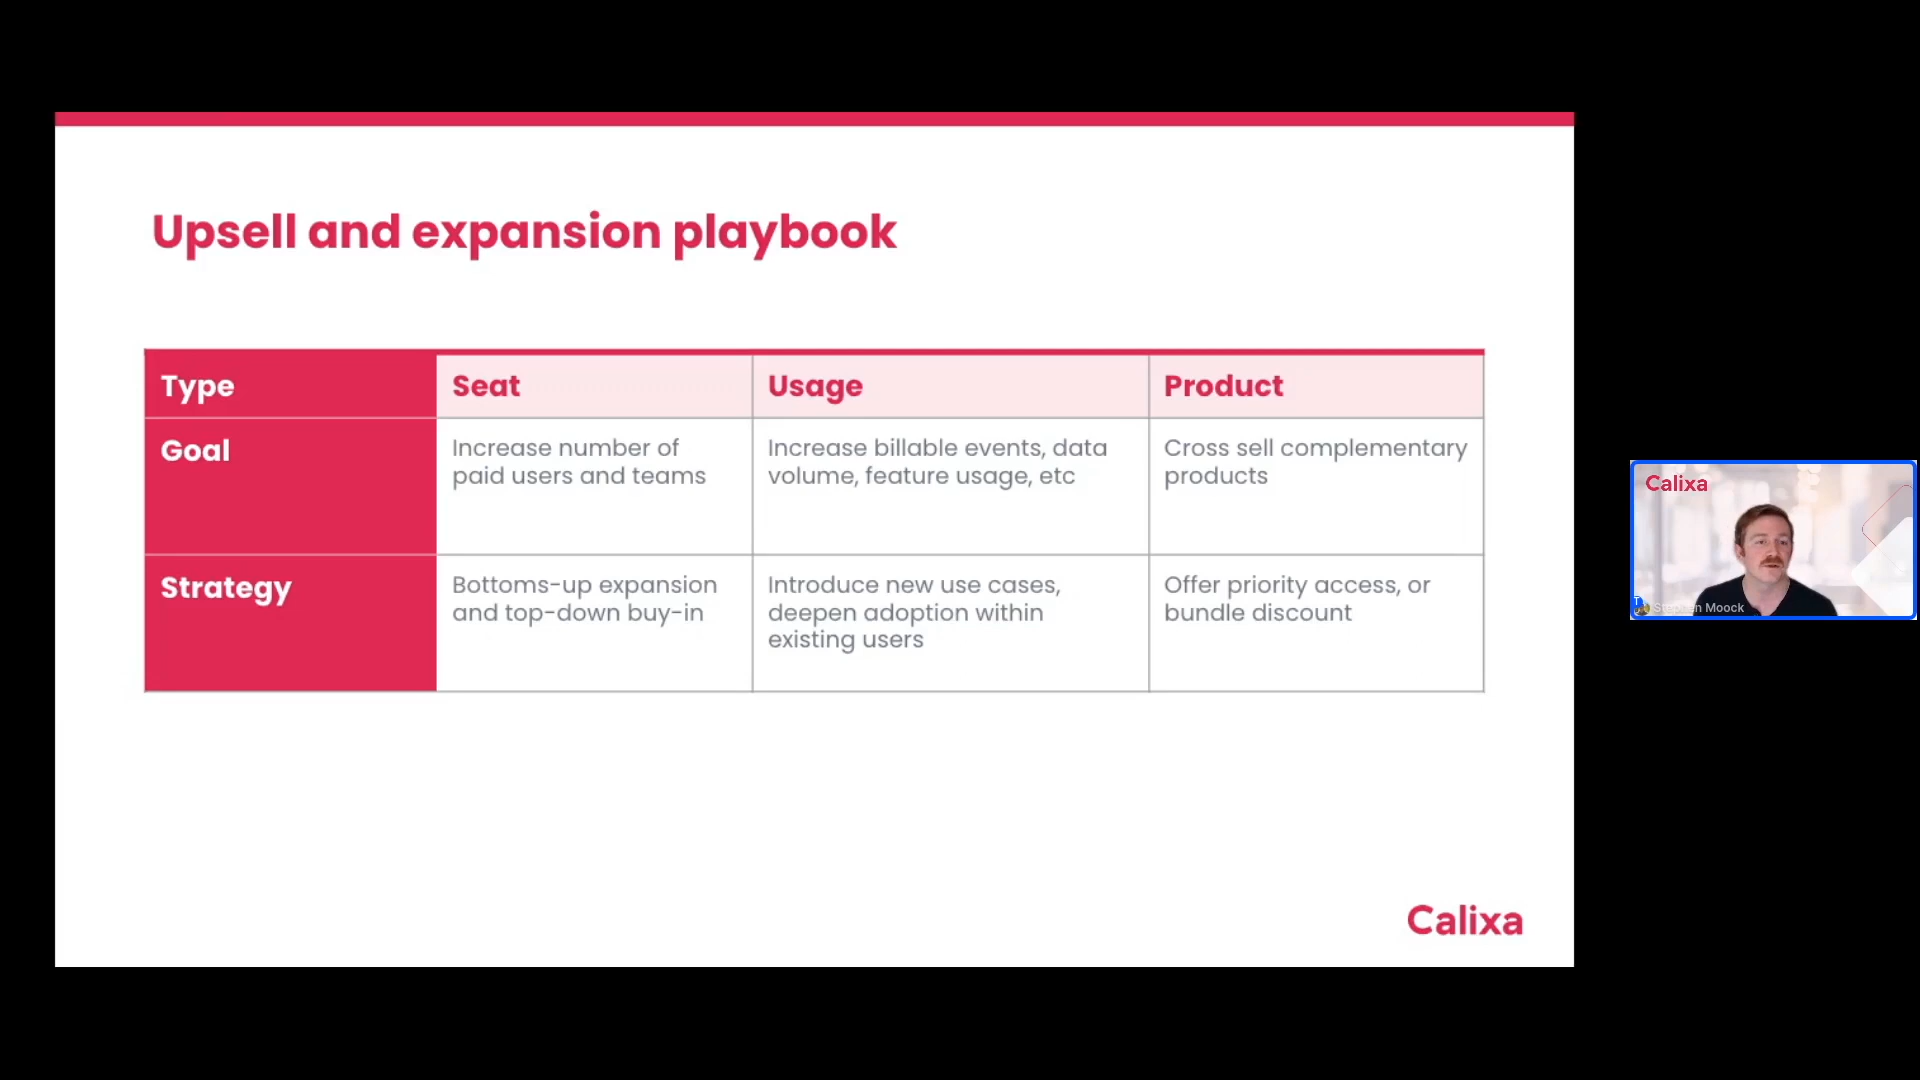 Upsell and expansion playbook
Type
Seat
Usage
Product
Goal
Increase number of
paid users and teams
Increase billable events, data
volume, feature usage, etc
Cross sell complementary
products
Strategy
Bottoms-up expansion
and top-down buy-in
Introduce new use cases,
deepen adoption within
existing users
Offer priority access, or
bundle discount
Calixa
Calixa
Stephen Moock